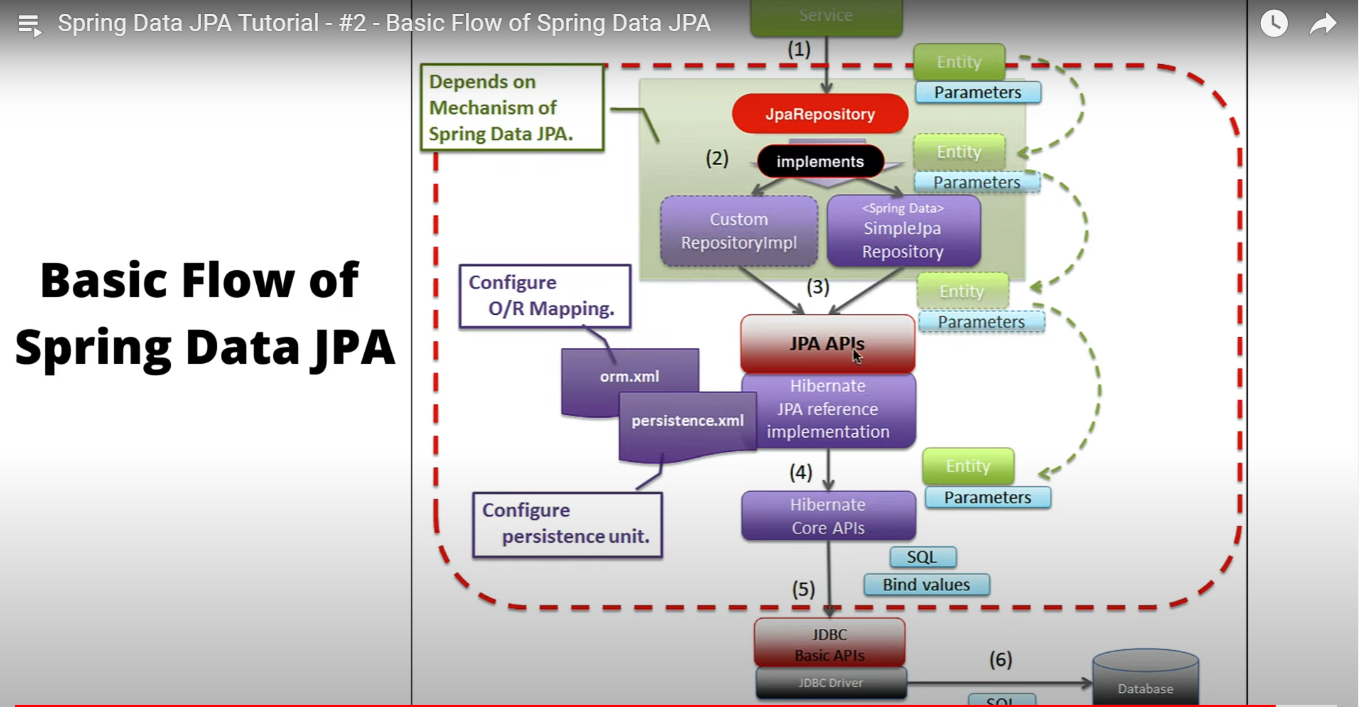 Spring Data JPA Tutorial - #2 - Basic Flow of Spring Data JPA
Service
(1)
Entity
Parameters
Depends on
Mechanism of
Spring Data JPA.
JpaRepository
(2)
implements
Entity
Parameters
Custom
RepositoryImpl
<Spring Data>
SimpleJpa
Repository
Basic Flow of
Spring Data JPA
Configure
O/R Mapping.
(3)
Entity
Parameters
JPA APIs
orm.xml
persistence.xml
Hibernate
JPA reference
implementation
(4)
Entity
Parameters
Configure
persistence unit.
Hibernate
Core APIs
SQL
Bind values
(5)
JDBC
Basic APIs
JDBC Driver
(6)
SQL
Database